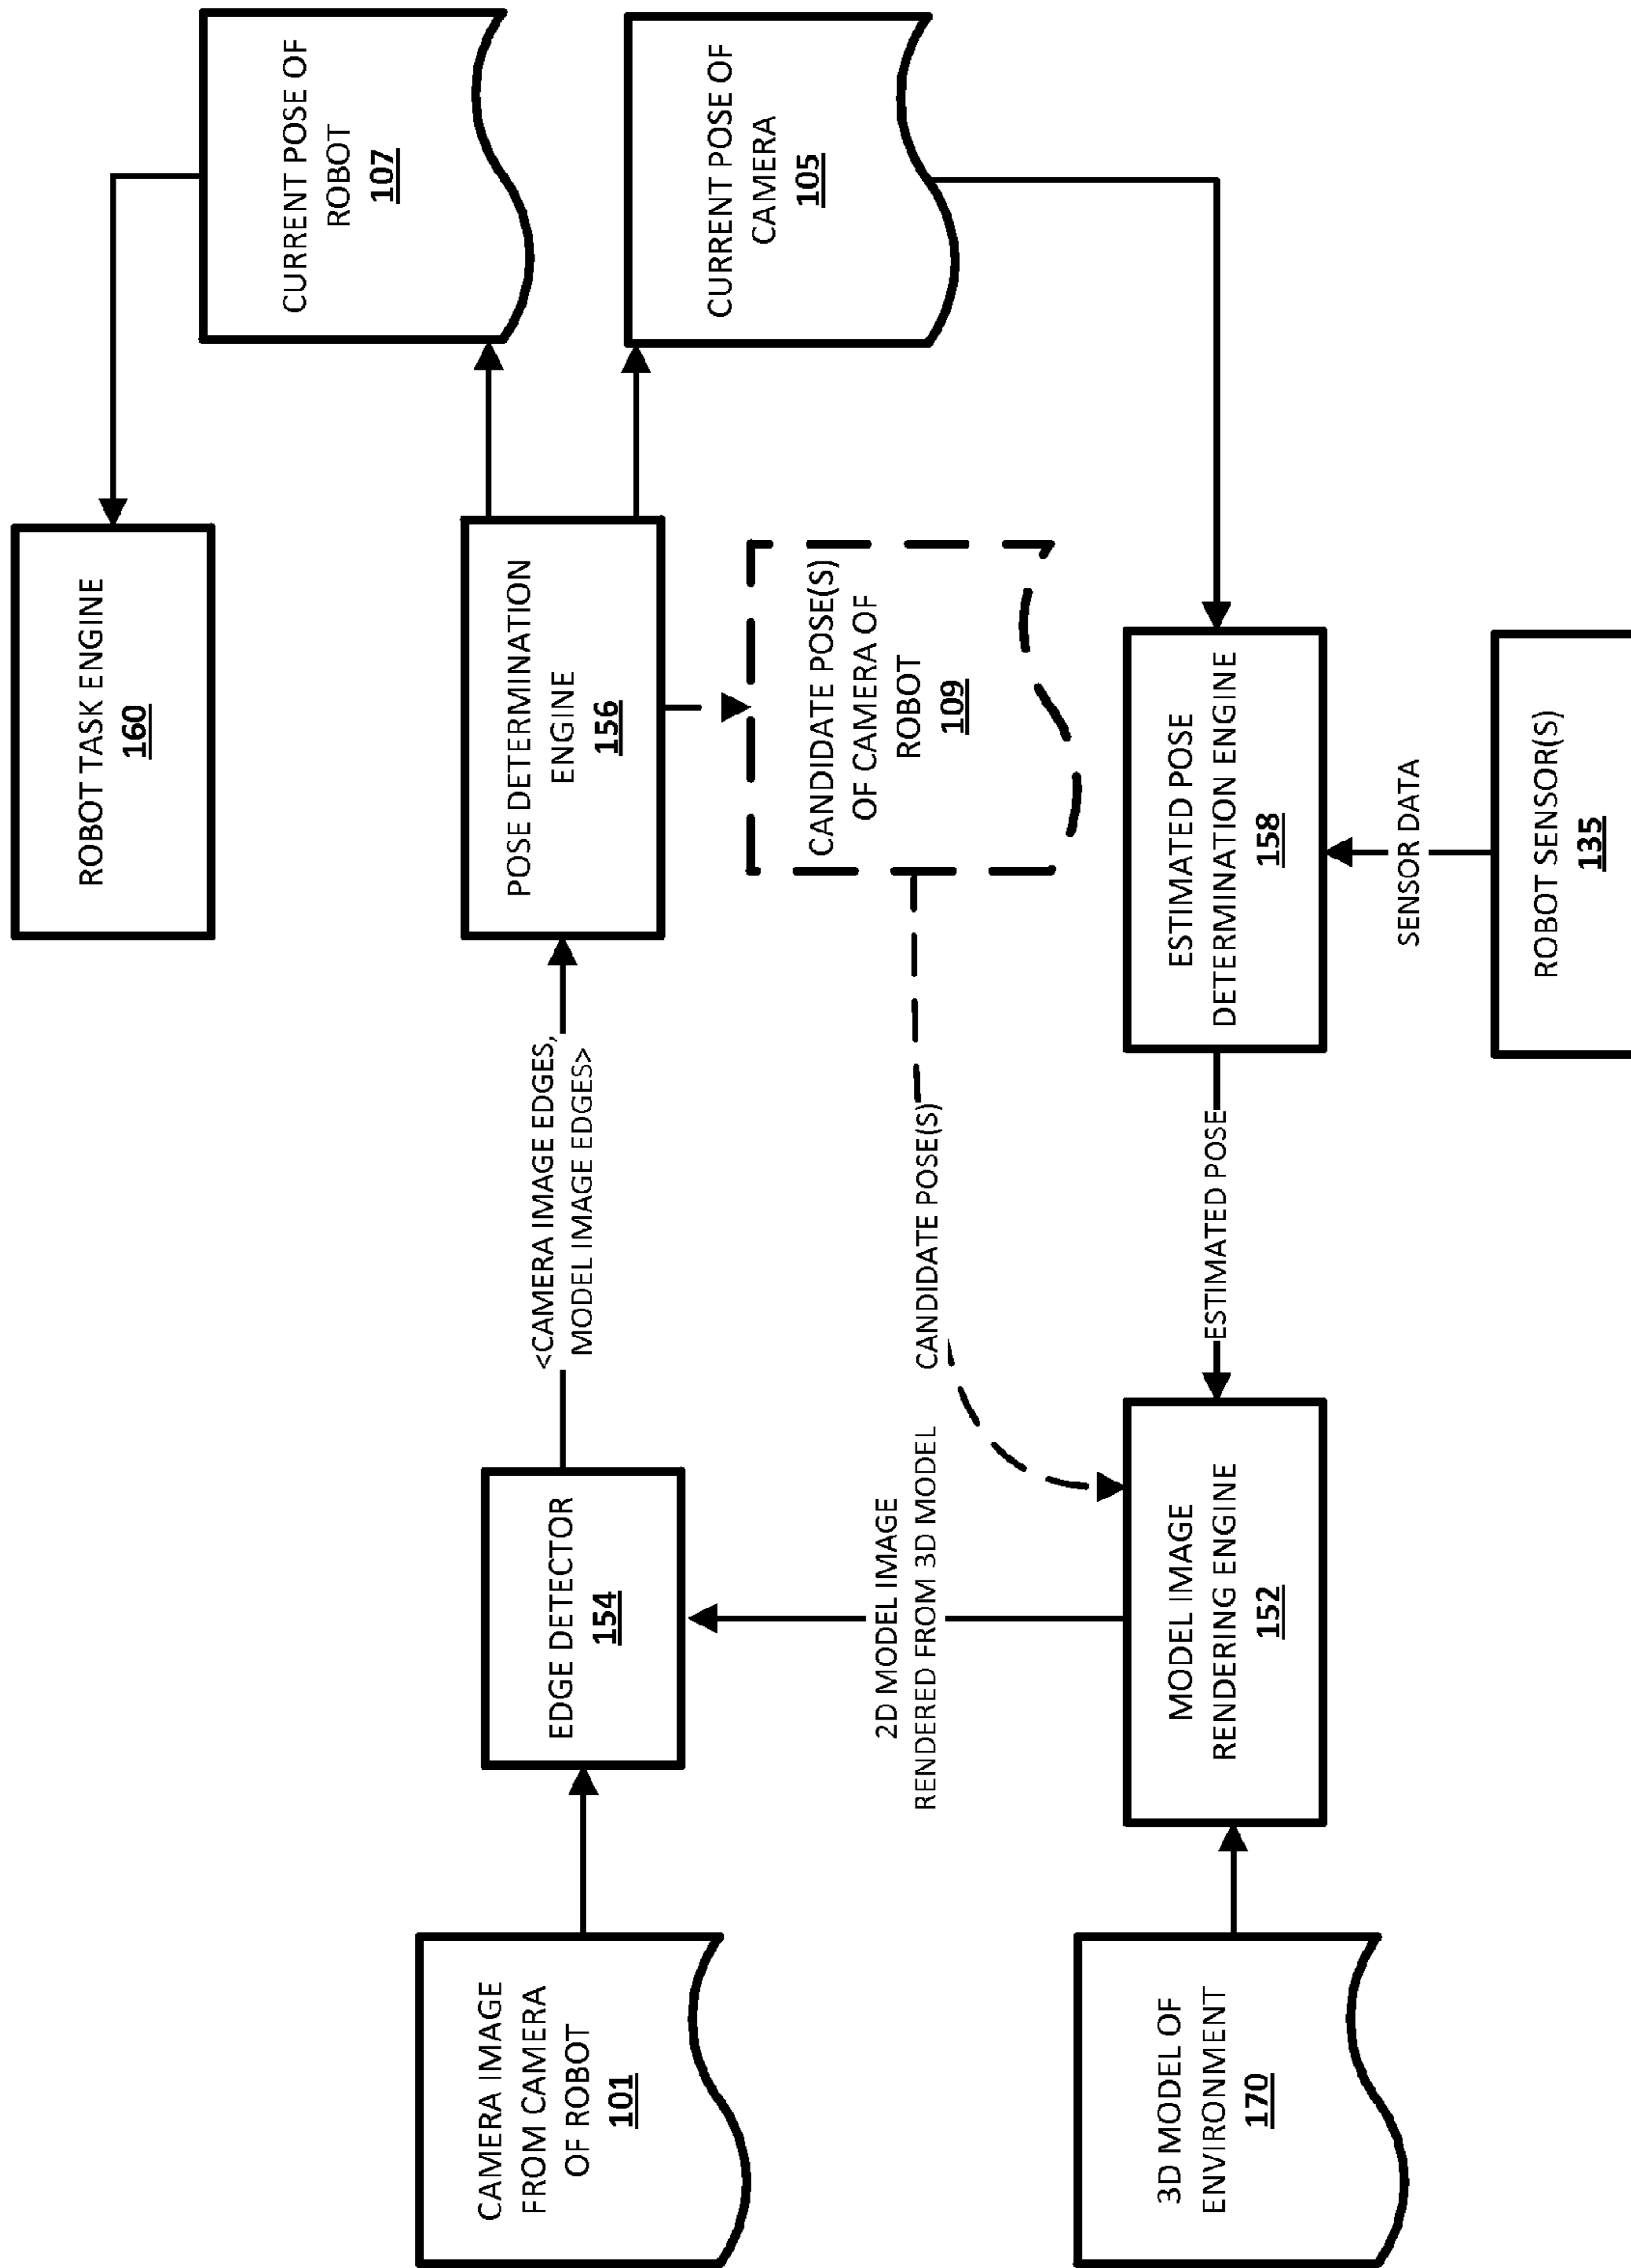 ROBOT TASK ENGINE
160
CURRENT POSE OF
ROBOT
107
CAMERA IMAGE
FROM CAMERA
OF ROBOT
101
EDGE DETECTOR
154
<CAMERA IMAGE EDGES,
MODEL IMAGE EDGES>
POSE DETERMINATION
ENGINE
156
CURRENT POSE OF
CAMERA
105
CANDIDATE POSE(S)
OF CAMERA OF
ROBOT
109
2D MODEL IMAGE
RENDERED FROM 3D MODEL
CANDIDATE POSE(S)
3D MODEL OF
ENVIRONMENT
170
MODEL IMAGE
RENDERING ENGINE
152
ESTIMATED POSE
ESTIMATED POSE
DETERMINATION ENGINE
158
SENSOR DATA
ROBOT SENSOR(S)
135